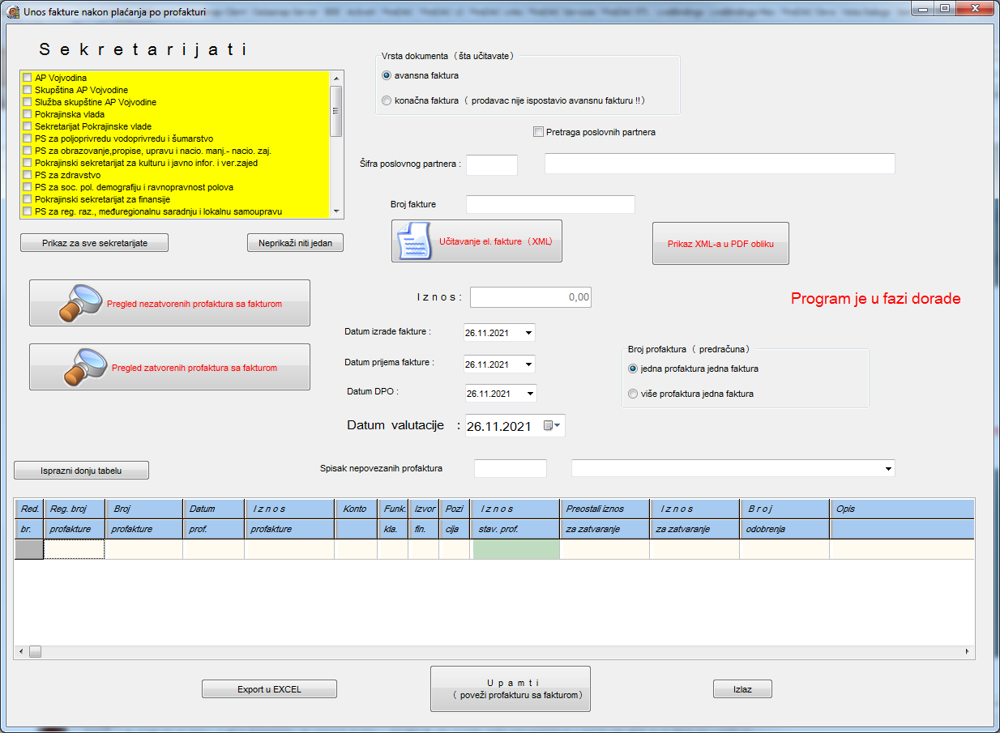 Unos fakture nakon plaćanja po profakturi
S e k r e t a r i j a t i
AP Vojvodina
Skupština AP Vojvodine
Služba skupštine AP Vojvodine
Pokrajinska vlada
Sekretarijat Pokrajinske vlade
PS za poljoprivredu vodoprivredu i šumarstvo
PS za obrazovanje,propise, upravu i nacio. manj.- nacio. zaj.
Pokrajinski sekretarijat za kulturu i javno infor. i ver.zajed
PS za zdravstvo
PS za soc. pol. demografiju i ravnopravnost polova
Pokrajinski sekretarijat za finansije
PS za reg. raz., međuregionalnu saradnju i lokalnu samoupravu
Prikaz za sve sekretarijate
Neprikaži niti jedan
Vrsta dokumenta ( šta učitavate )
avansna faktura
konačna faktura ( prodavac nije ispostavio avansnu fakturu !! )
Pretraga poslovnih partnera
Šifra poslovnog partnera :
Broj fakture
Učitavanje el. fakture (XML)
Prikaz XML-a u PDF obliku
Pregled nezatvorenih profaktura sa fakturom
Pregled zatvorenih profaktura sa fakturom
I z n o s : 0,00
Program je u fazi dorade
Datum izrade fakture : 26.11.2021
Datum prijema fakture : 26.11.2021
Datum DPO : 26.11.2021
Datum valutacije : 26.11.2021
Broj profaktura ( predračuna )
jedna profaktura jedna faktura
više profaktura jedna faktura
Isprazni donju tabelu
Spisak nepovezanih profaktura
Red. Reg. broj Broj Datum I z n o s Konto Funk. Izvor Pozi I z n o s Preostali iznos I z n o s B r o j Opis
br. profakture profakture prof. profakture kla. fin. cija stav. prof. za zatvaranje za zatvaranje odobrenja
Export u EXCEL
U p a m t i
( poveži profakturu sa fakturom )
Izlaz